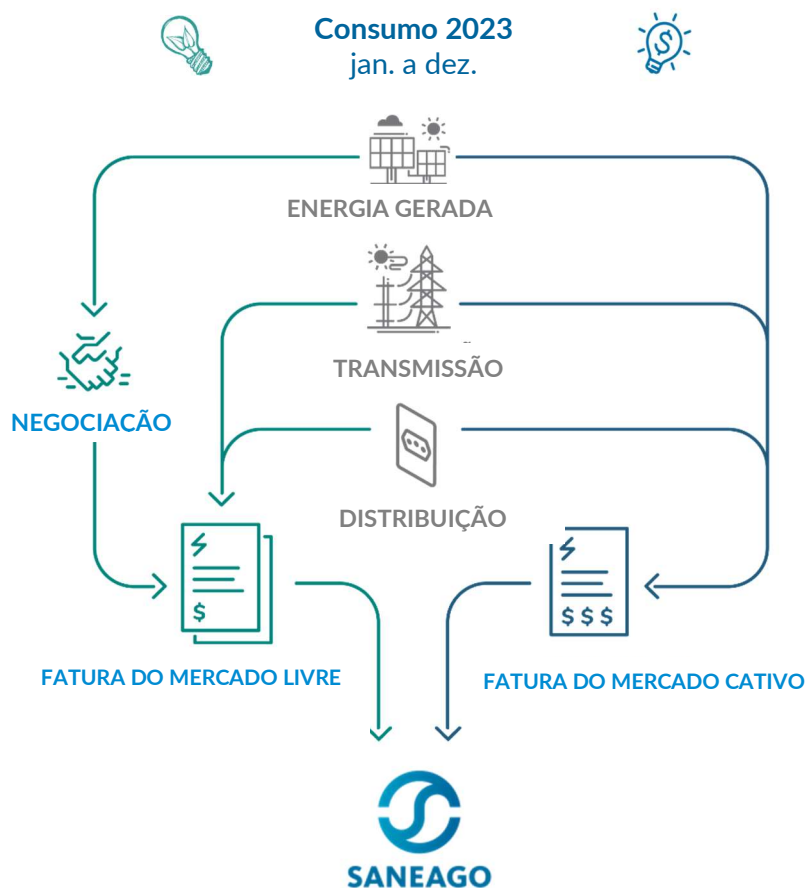 Consumo 2023
jan. a dez.
$
ENERGIA GERADA
TRANSMISSÃO
NEGOCIAÇÃO
DISTRIBUIÇÃO
$
$ $ $
FATURA DO MERCADO LIVRE
FATURA DO MERCADO CATIVO
SANEAGO